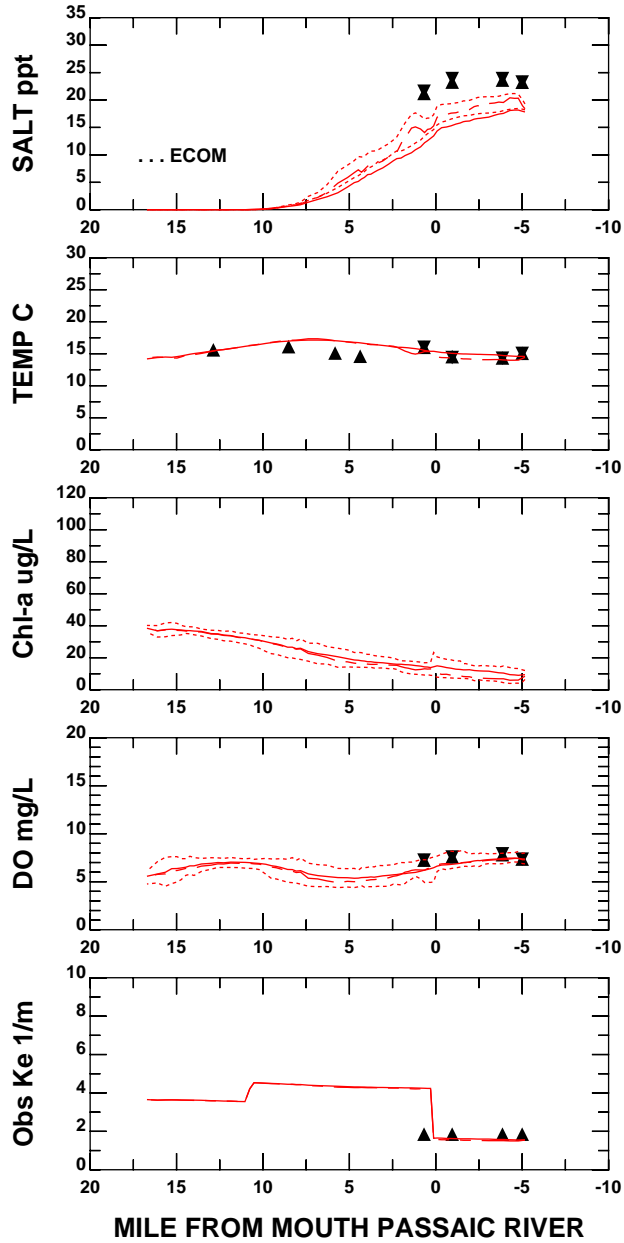 SALT ppt
35
30
25
20
15
10
5
0
. . . ECOM
20 15 10 5 0 -5 -10
TEMP C
30
25
20
15
10
5
0
20 15 10 5 0 -5 -10
Chl-a ug/L
120
100
80
60
40
20
0
20 15 10 5 0 -5 -10
DO mg/L
20
15
10
5
0
20 15 10 5 0 -5 -10
Obs Ke 1/m
10
8
6
4
2
0
20 15 10 5 0 -5 -10
MILE FROM MOUTH PASSAIC RIVER